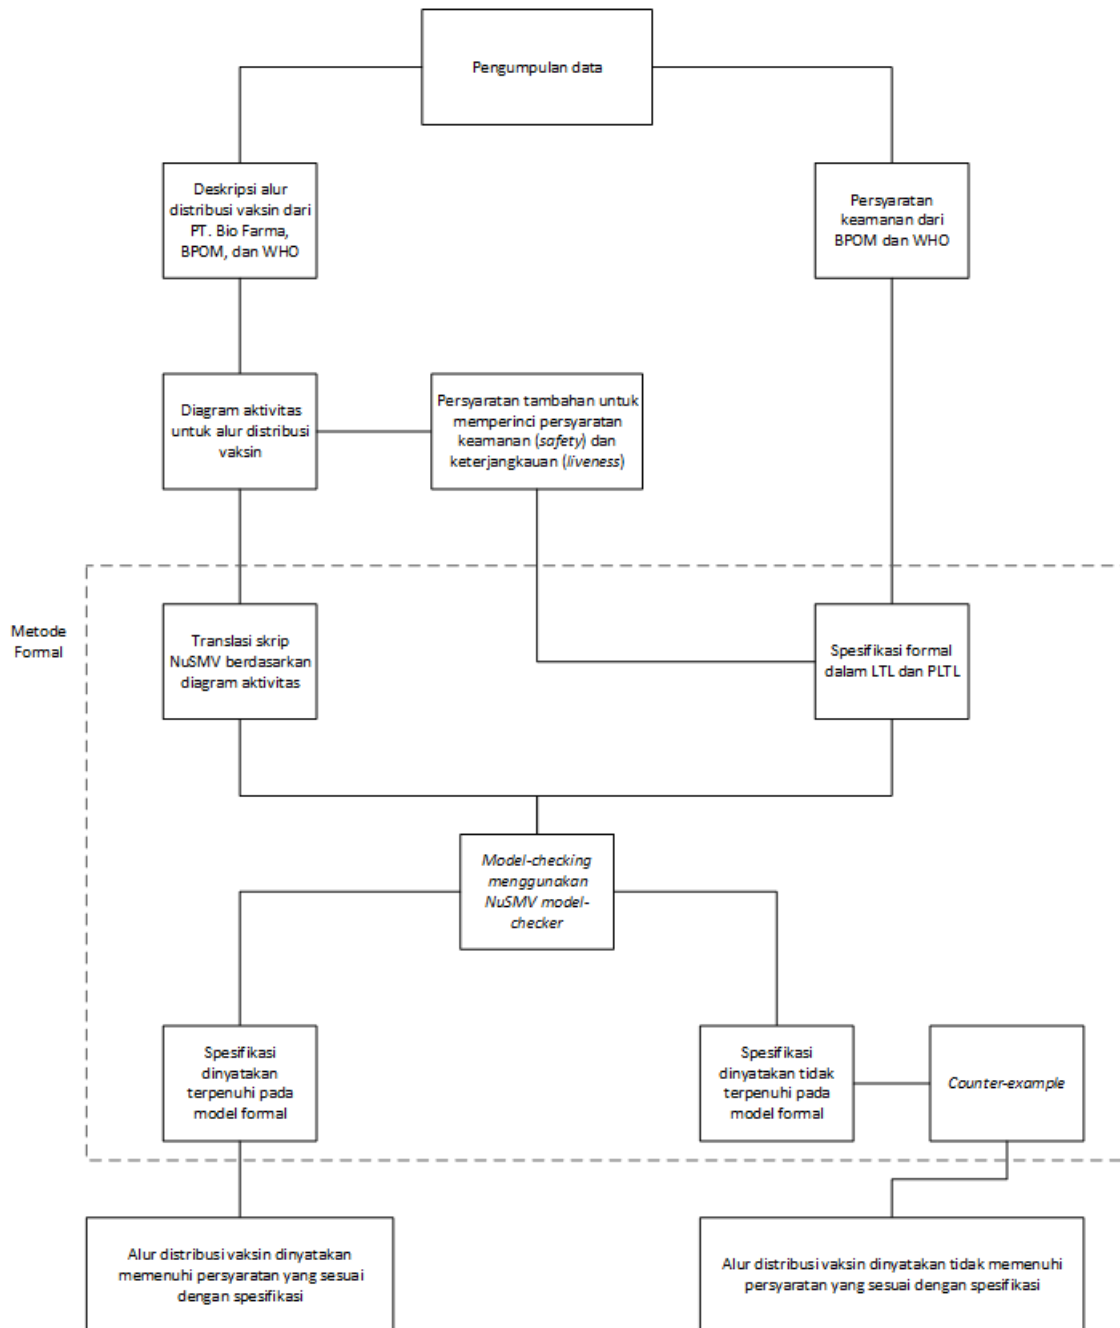 Pengumpulan data
Deskripsi alur
distribusi vaksin dari
PT. Bio Farma,
BPOM, dan WHO
Persyaratan
keamanan dari
BPOM dan WHO
Diagram aktivitas
untuk alur distribusi
vaksin
Persyaratan tambahan untuk
memperinci persyaratan
keamanan (safety) dan
keterjangkauan (liveness)
Metode
Formal
Translasi skrip
NuSMV berdasarkan
diagram aktivitas
Spesifikasi formal
dalam LTL dan PLTL
Model-checking
menggunakan
NuSMV model-
checker
Spesifikasi
dinyatakan
terpenuhi pada
model formal
Spesifikasi
dinyatakan tidak
terpenuhi pada
model formal
Counter-example
Alur distribusi vaksin dinyatakan
memenuhi persyaratan yang sesuai
dengan spesifikasi
Alur distribusi vaksin dinyatakan tidak memenuhi
persyaratan yang sesuai dengan spesifikasi